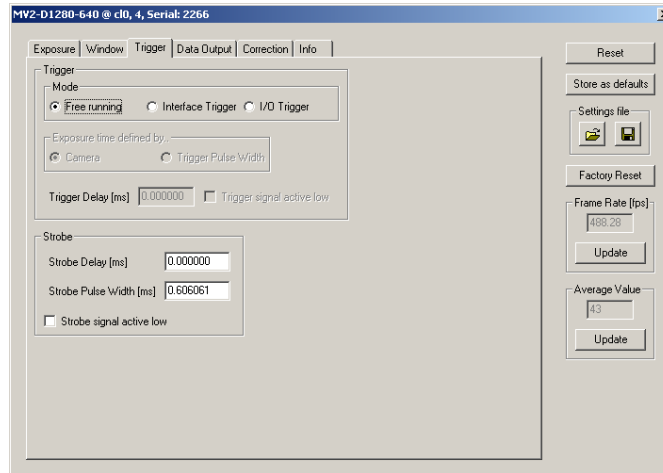 MV2-D1280-640 @ cl0, 4, Serial: 2266
Exposure Window Trigger Data Output Correction Info
Trigger
Mode
Free running Interface Trigger I/O Trigger
Exposure time defined by...
Camera Trigger Pulse Width
Trigger Delay [ms] 0.000000 Trigger signal active low
Strobe
Strobe Delay [ms] 0.000000
Strobe Pulse Width [ms] 0.606061
Strobe signal active low
Reset
Store as defaults
Settings file
Factory Reset
Frame Rate [fps]
488.28
Update
Average Value
43
Update